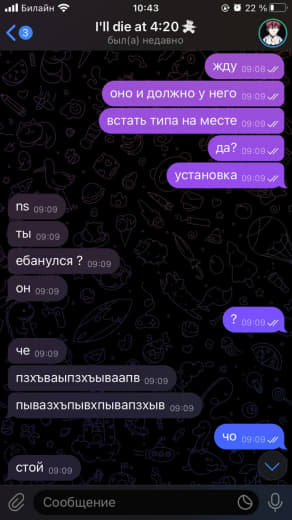 Билайн
10:43
22 %
3
I'll die at 4:20
был(а) недавно
жду 09:08
оно и должно у него 09:09
встать типа на месте 09:09
да? 09:09
установка 09:09
ns 09:09
ты 09:09
ебанулся ? 09:09
он 09:09
? 09:09
че 09:09
пзхъваыпзхъываапв 09:09
пывазхъпывхпывапзхыв 09:09
чо 09:09
стой 09:09
Сообщение